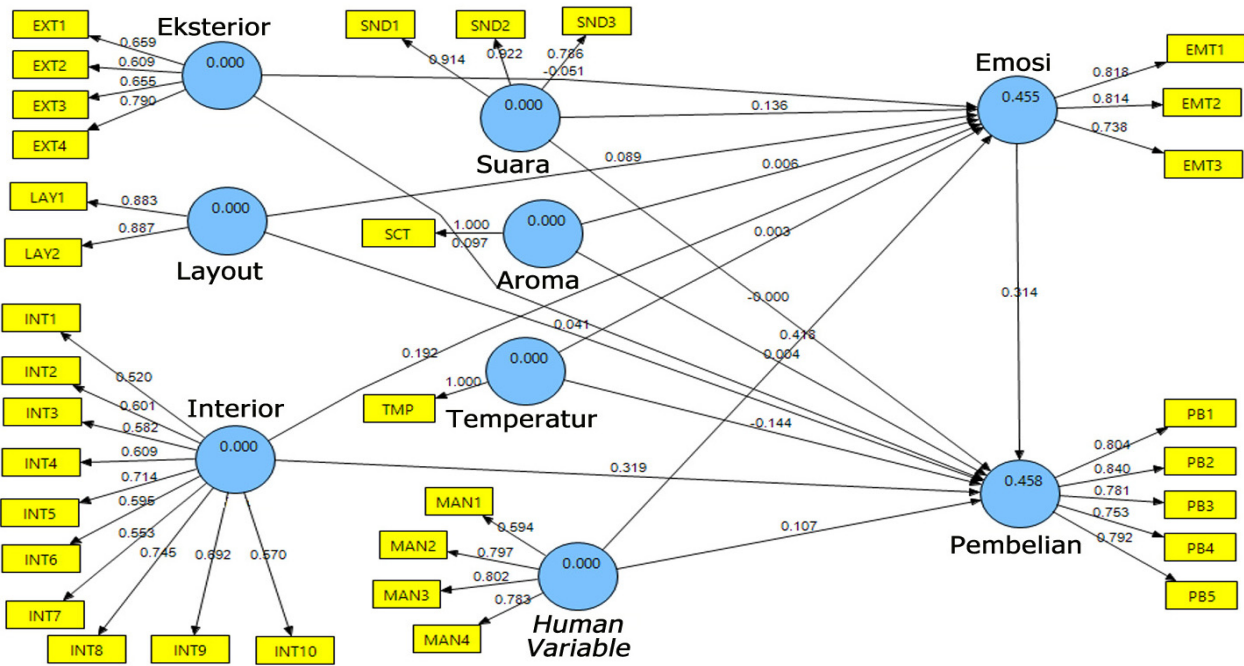 EXT1
EXT2
EXT3
EXT4
0.659
0.609
0.655
0.790
Eksterior
0.000
SND1
SND2
SND3
0.914
0.922
0.786
0.000
Suara
-0.051
0.136
Emosi
0.455
0.818
0.814
0.738
EMT1
EMT2
EMT3
LAY1
LAY2
0.883
0.887
0.000
Layout
0.089
0.006
SCT
1.000
0.097
0.000
Aroma
0.003
-0.000
0.314
0.041
0.418
0.004
INT1
INT2
INT3
INT4
INT5
INT6
INT7
INT8
INT9
INT10
0.520
0.601
0.582
0.609
0.714
0.595
0.553
0.745
0.692
0.570
Interior
0.000
0.192
0.319
TMP
1.000
0.000
Temperatur
-0.144
MAN1
MAN2
MAN3
MAN4
0.594
0.797
0.802
0.783
0.000
Human
Variable
0.107
0.458
Pembelian
0.804
0.840
0.781
0.753
0.792
PB1
PB2
PB3
PB4
PB5